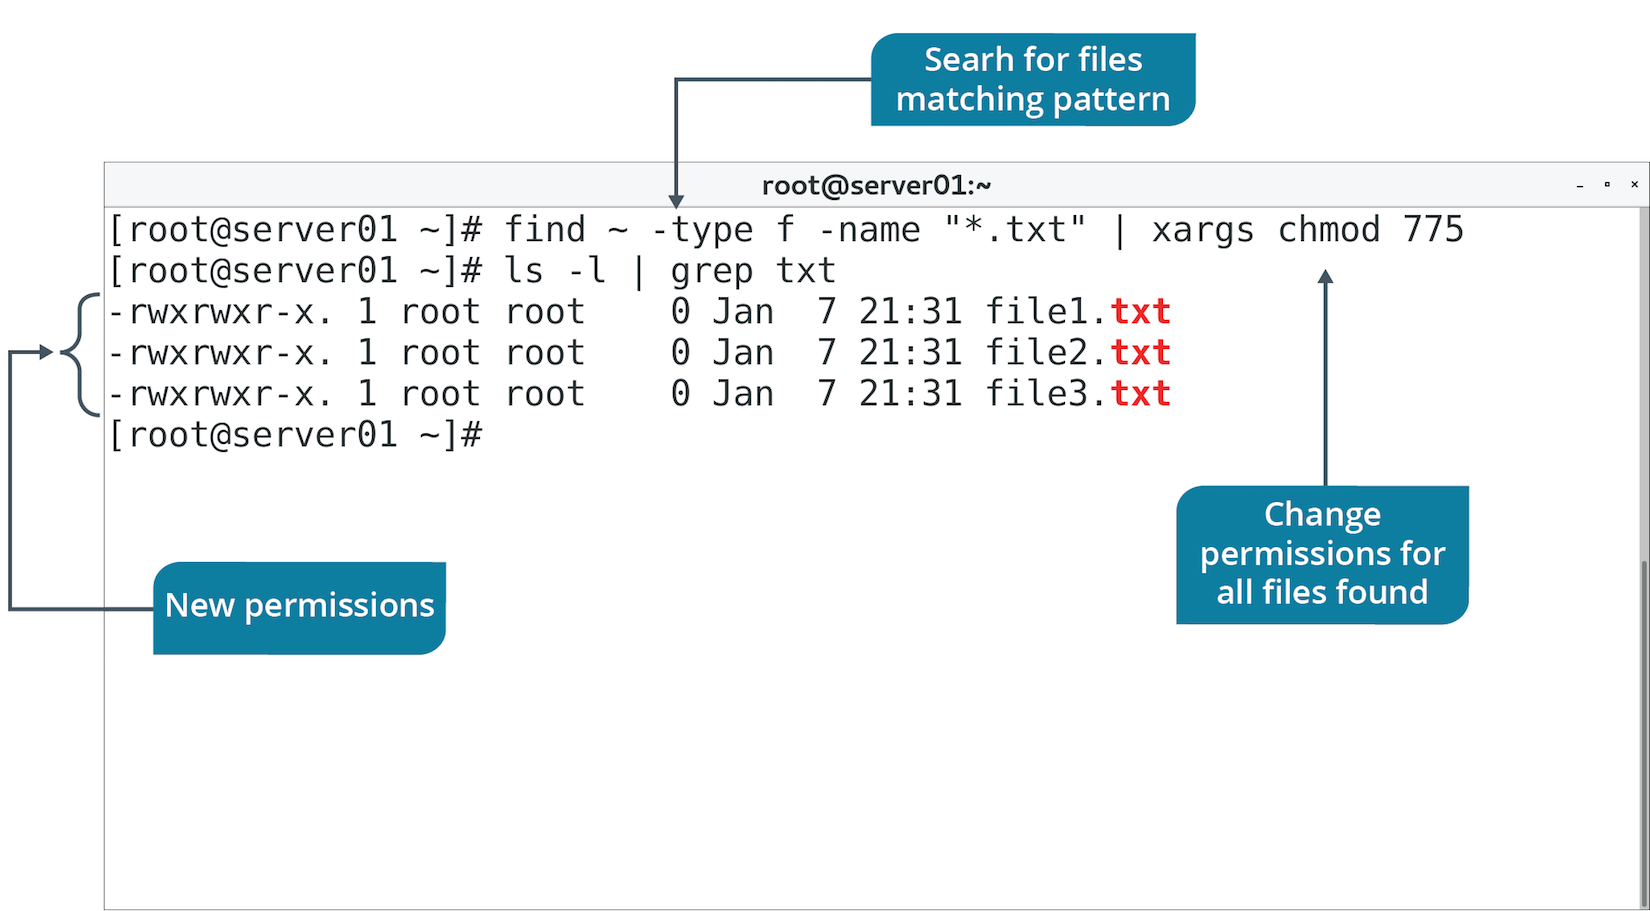 Searh for files
matching pattern
root@server01:~
[root@server01 ~]# find ~ -type f -name "*.txt" | xargs chmod 775
[root@server01 ~]# ls -l | grep txt
-rwxrwxr-x. 1 root root    0 Jan  7 21:31 file1.txt
-rwxrwxr-x. 1 root root    0 Jan  7 21:31 file2.txt
-rwxrwxr-x. 1 root root    0 Jan  7 21:31 file3.txt
[root@server01 ~]#
Change
permissions for
all files found
New permissions